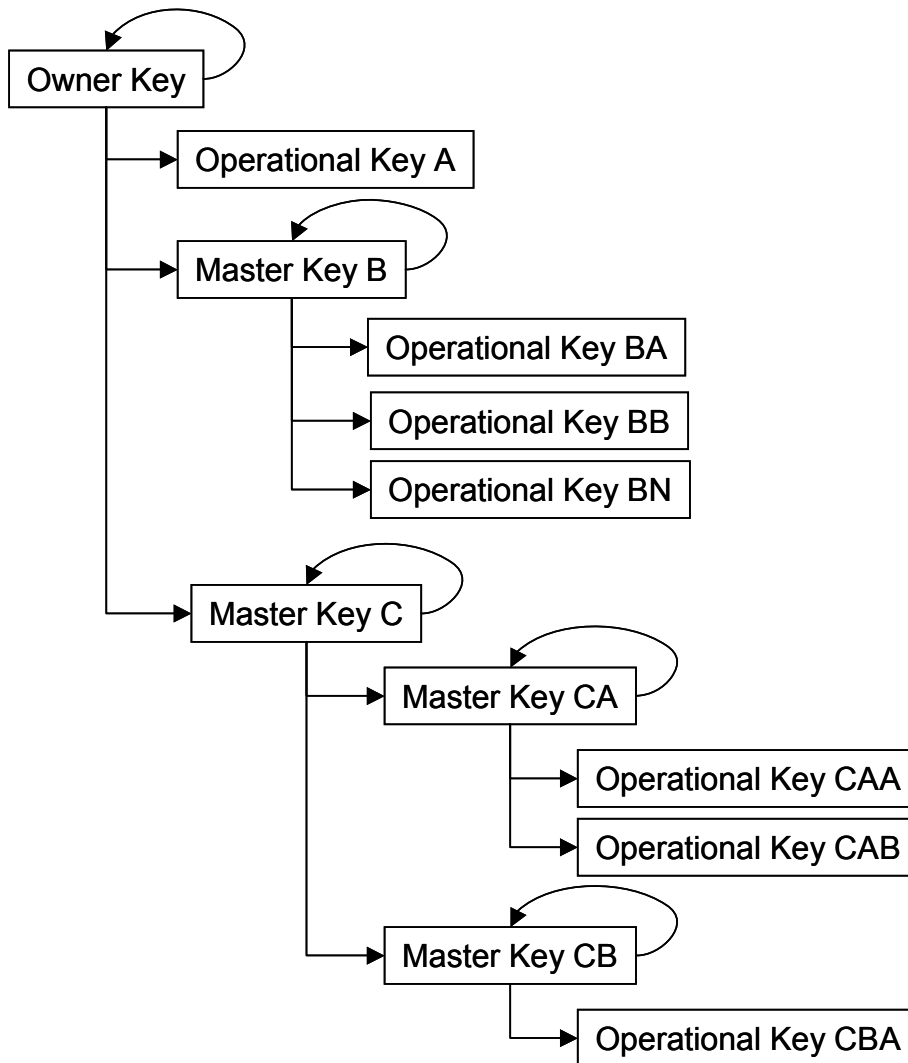 Owner Key
Operational Key A
Master Key B
Operational Key BA
Operational Key BB
Operational Key BN
Master Key C
Master Key CA
Operational Key CAA
Operational Key CAB
Master Key CB
Operational Key CBA